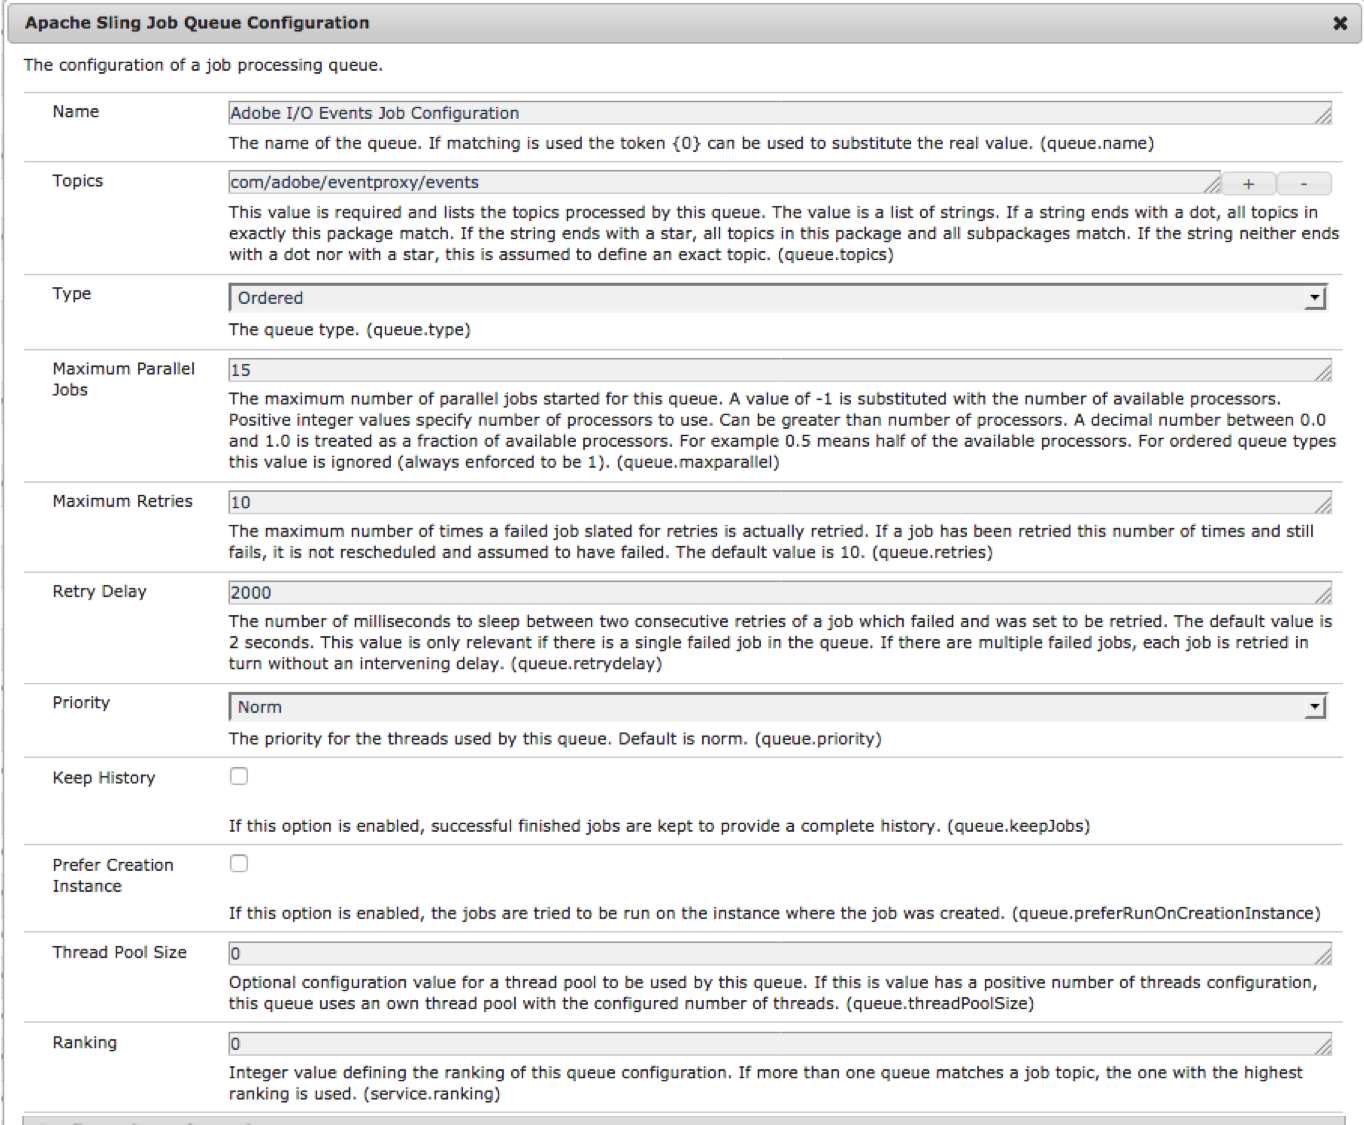 Apache Sling Job Queue Configuration
The configuration of a job processing queue.
Name
Adobe I/O Events Job Configuration
The name of the queue. If matching is used the token {0} can be used to substitute the real value. (queue.name)
Topics
com/adobe/eventproxy/events
+ -
This value is required and lists the topics processed by this queue. The value is a list of strings. If a string ends with a dot, all topics in
exactly this package match. If the string ends with a star, all topics in this package and all subpackages match. If the string neither ends
with a dot nor with a star, this is assumed to define an exact topic. (queue.topics)
Type
Ordered
The queue type. (queue.type)
Maximum Parallel
Jobs
15
The maximum number of parallel jobs started for this queue. A value of -1 is substituted with the number of available processors.
Positive integer values specify number of processors to use. Can be greater than number of processors. A decimal number between 0.0
and 1.0 is treated as a fraction of available processors. For example 0.5 means half of the available processors. For ordered queue types
this value is ignored (always enforced to be 1). (queue.maxparallel)
Maximum Retries
10
The maximum number of times a failed job slated for retries is actually retried. If a job has been retried this number of times and still
fails, it is not rescheduled and assumed to have failed. The default value is 10. (queue.retries)
Retry Delay
2000
The number of milliseconds to sleep between two consecutive retries of a job which failed and was set to be retried. The default value is
2 seconds. This value is only relevant if there is a single failed job in the queue. If there are multiple failed jobs, each job is retried in
turn without an intervening delay. (queue.retrydelay)
Priority
Norm
The priority for the threads used by this queue. Default is norm. (queue.priority)
Keep History
If this option is enabled, successful finished jobs are kept to provide a complete history. (queue.keepJobs)
Prefer Creation
Instance
If this option is enabled, the jobs are tried to be run on the instance where the job was created. (queue.preferRunOnCreationInstance)
Thread Pool Size
0
Optional configuration value for a thread pool to be used by this queue. If this is value has a positive number of threads configuration,
this queue uses an own thread pool with the configured number of threads. (queue.threadPoolSize)
Ranking
0
Integer value defining the ranking of this queue configuration. If more than one queue matches a job topic, the one with the highest
ranking is used. (service.ranking)